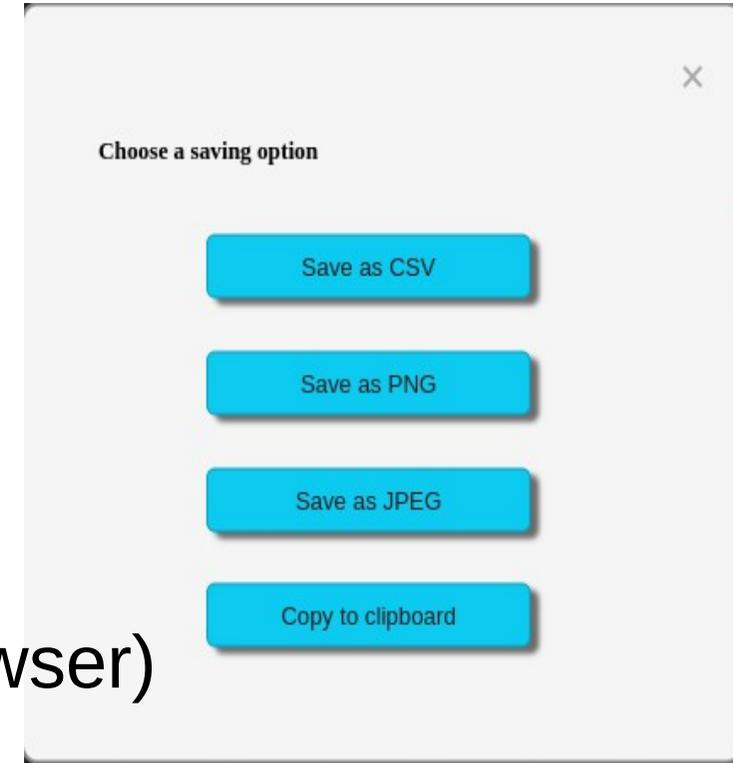 Choose a saving option
Save as CSV
Save as PNG
Save as JPEG
Copy to clipboard
wser)